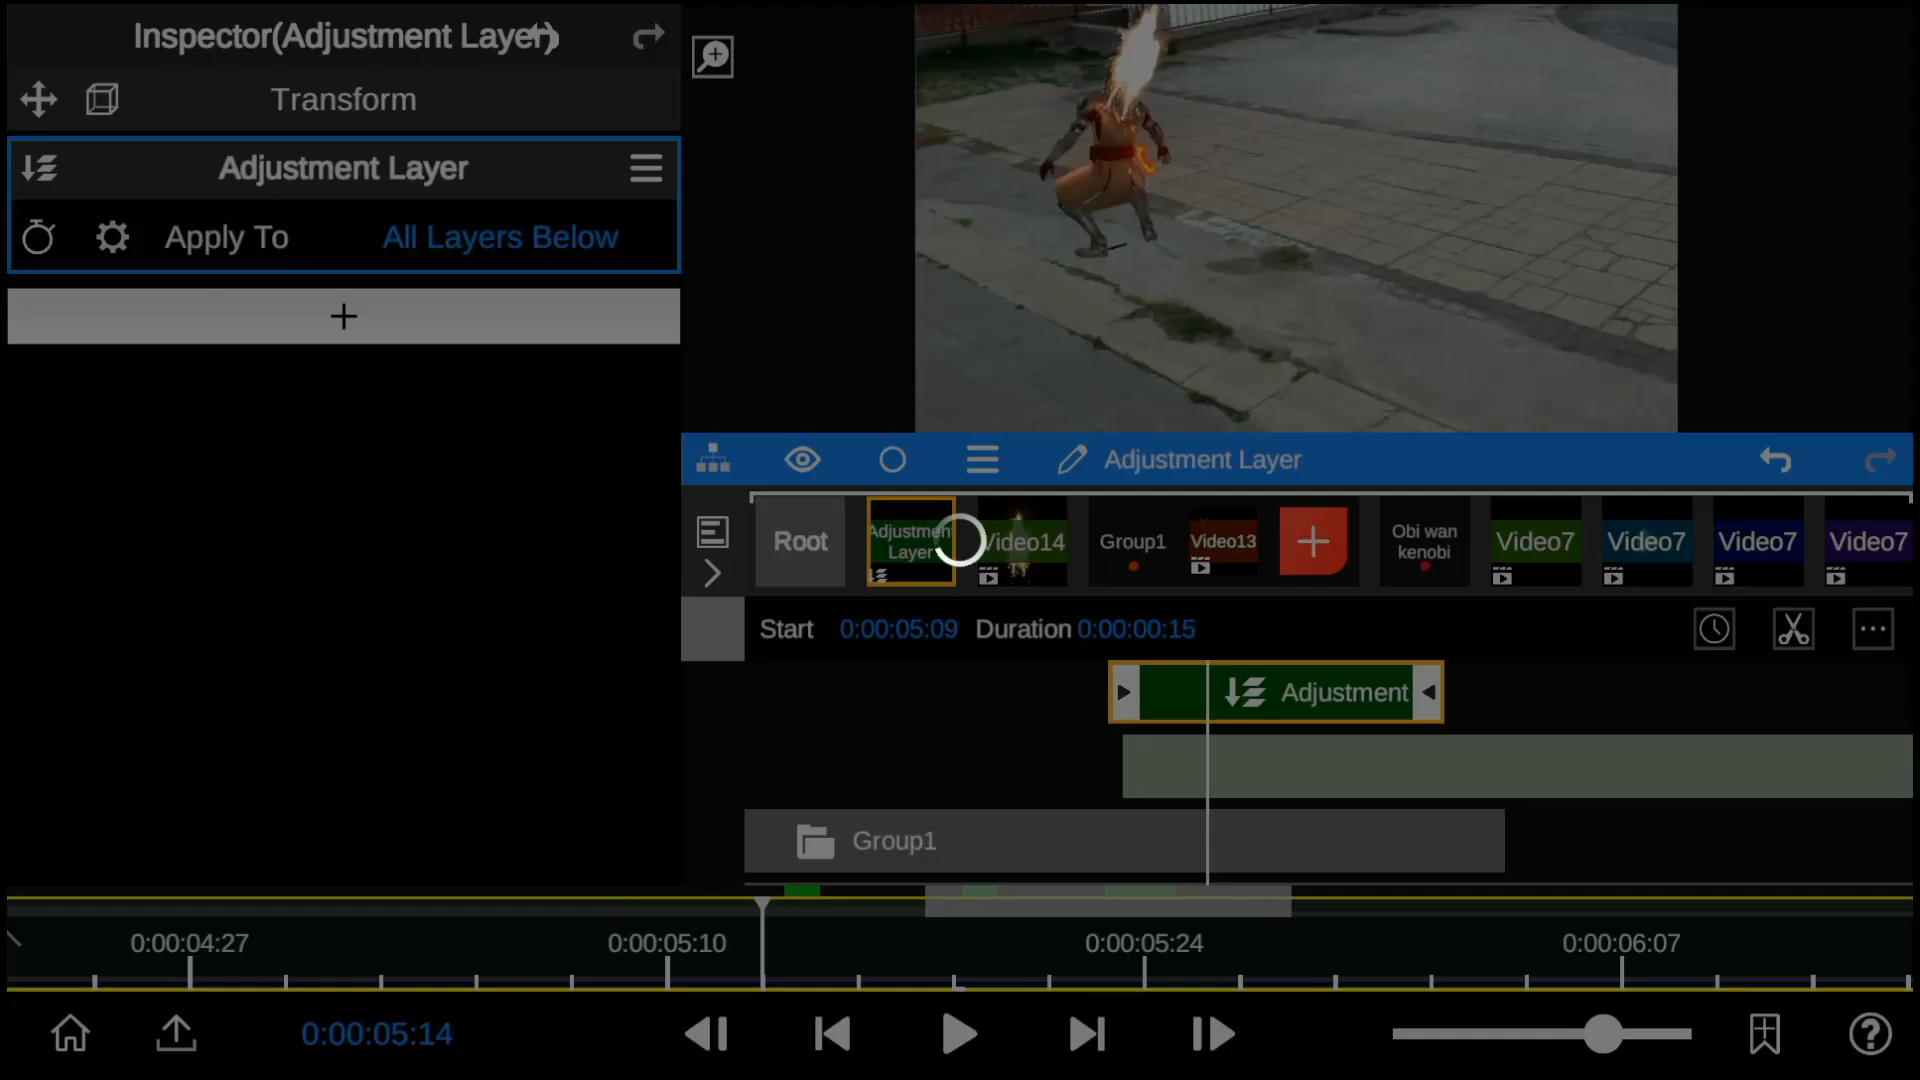 Inspector(Adjustment Layer)
Transform
Adjustment Layer
Apply To All Layers Below
+
Adjustment Layer
Root
Adjustment
Layer
Video14
Group1
Video13
Obi wan
kenobi
Video7
Video7
Video7
Video7
Start 0:00:05:09 Duration 0:00:00:15
Adjustment
Group1
0:00:04:27 0:00:05:10 0:00:05:24 0:00:06:07
0:00:05:14